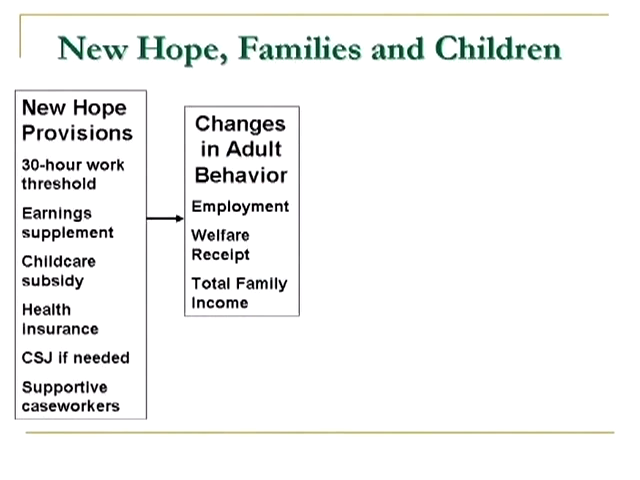 New Hope, Families and Children
New Hope
Provisions
30-hour work
threshold
Earnings
supplement
Childcare
subsidy
Health
Insurance
CSJ if needed
Supportive
caseworkers
Changes
in Adult
Behavior
Employment
Welfare
Receipt
Total Family
Income